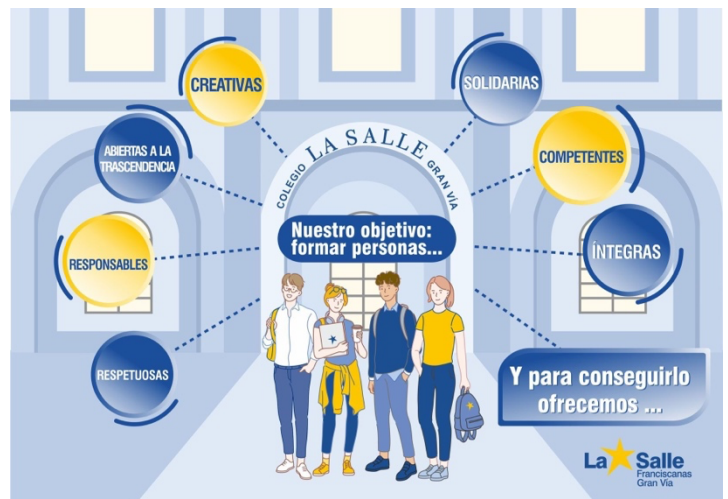 CREATIVAS
SOLIDARIAS
ABIERTAS A LA
TRASCENDENCIA
COLEGIO LA SALLE GRAN VÍA
COMPETENTES
Nuestro objetivo:
formar personas...
RESPONSABLES
ÍNTEGRAS
RESPETUOSAS
Y para conseguirlo
ofrecemos ...
La Salle
Franciscanas
Gran Vía